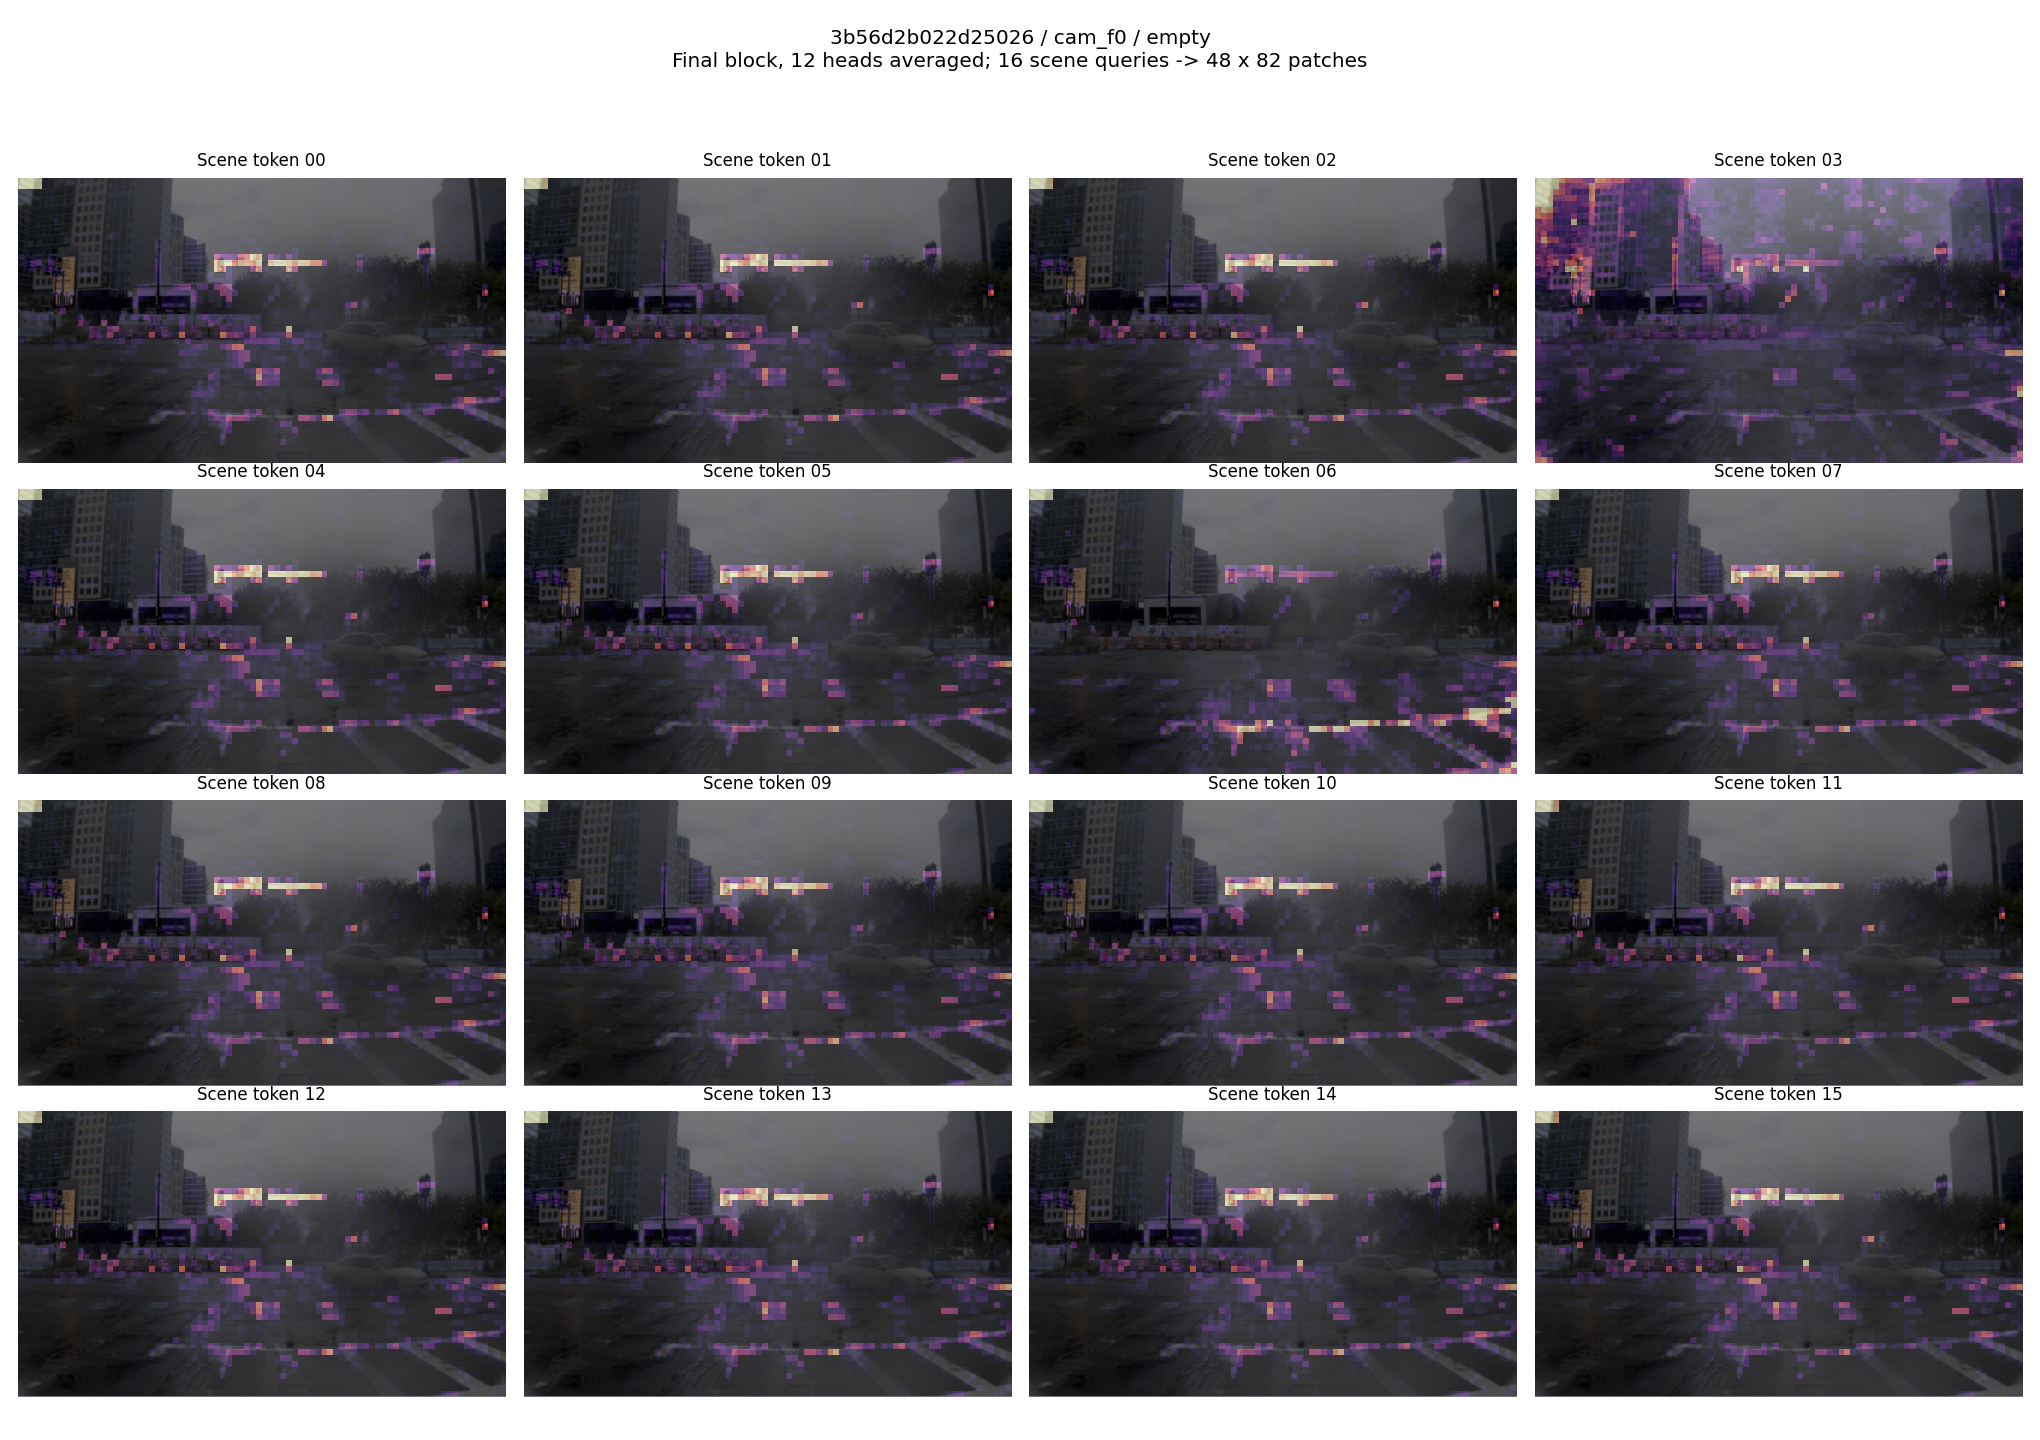 3b56d2b022d25026 / cam_f0 / empty
Final block, 12 heads averaged; 16 scene queries -> 48 x 82 patches
Scene token 00
Scene token 01
Scene token 02
Scene token 03
Scene token 04
Scene token 05
Scene token 06
Scene token 07
Scene token 08
Scene token 09
Scene token 10
Scene token 11
Scene token 12
Scene token 13
Scene token 14
Scene token 15